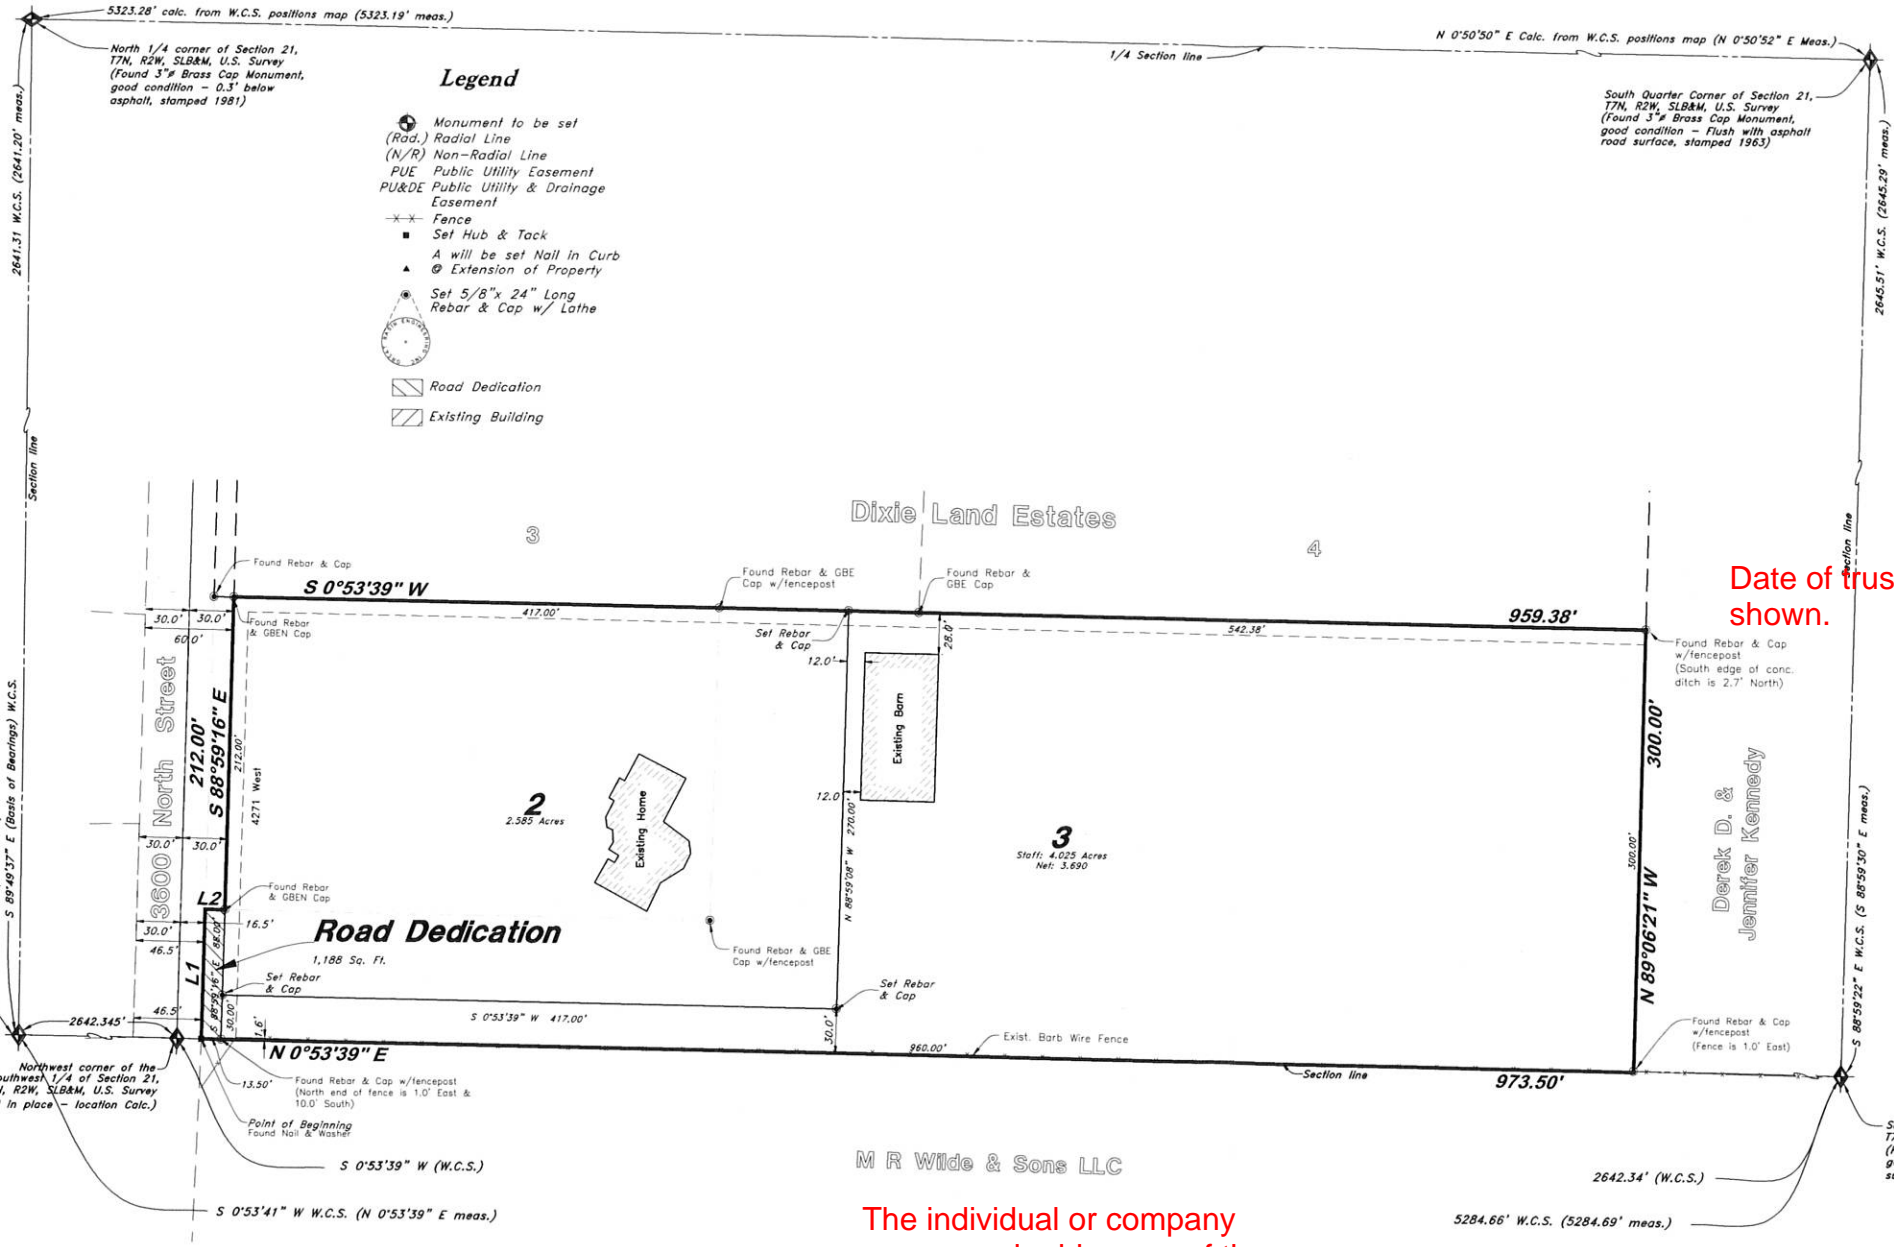 5323.28' calc. from W.C.S. positions map (5323.19' meas.)
North 1/4 corner of Section 21,
T7N, R2W, SLB&M, U.S. Survey
(Found 3"ø Brass Cap Monument,
good condition - 0.3' below
asphalt, stamped 1981)
1/4 Section line
N 0°50'50" E Calc. from W.C.S. positions map (N 0°50'52" E Meas.)
South Quarter Corner of Section 21,
T7N, R2W, SLB&M, U.S. Survey
(Found 3"ø Brass Cap Monument,
good condition - Flush with asphalt
road surface, stamped 1963)
2641.31 W.C.S. (2641.20' meas.)
2645.51' W.C.S. (2645.29' meas.)
Legend
Monument to be set
(Rad.) Radial Line
(N/R) Non-Radial Line
PUE Public Utility Easement
PU&DE Public Utility & Drainage
Easement
Fence
Set Hub & Tack
A will be set Nail in Curb
@ Extension of Property
Set 5/8"x 24" Long
Rebar & Cap w/ Lathe
Road Dedication
Existing Building
Section line
Section line
Dixie Land Estates
3
4
Found Rebar & Cap
S 0°53'39" W
417.00'
Found Rebar & GBE
Cap w/fencepost
Found Rebar &
GBE Cap
959.38'
542.38'
Date of trus
shown.
30.0'
30.0'
60.0'
Found Rebar
& GBEN Cap
Set Rebar
& Cap
12.0'
28.0'
Found Rebar & Cap
w/fencepost
(South edge of conc.
ditch is 2.7' North)
3600 North Street
212.00'
S 88°59'16" E
212.00'
4271 West
2
2.585 Acres
Existing Home
Existing Barn
12.0'
N 88°59'08" W 270.00'
3
Staff: 4.025 Acres
Net: 3.690
300.00'
300.00'
N 89°06'21" W
Derek D. &
Jennifer Kennedy
S 89°49'37" E (Basis of Bearings) W.C.S.
S 88°59'22" E W.C.S. (S 88°59'30" E meas.)
30.0'
30.0'
L2
Found Rebar
& GBEN Cap
16.5'
30.0'
46.5'
Road Dedication
1,188 Sq. Ft.
L1
S 88°59'16" E 88.00'
Set Rebar
& Cap
Found Rebar & GBE
Cap w/fencepost
Set Rebar
& Cap
46.5'
30.00'
1.6'
S 0°53'39" W 417.00'
30.0'
2642.345'
N 0°53'39" E
960.00'
Exist. Barb Wire Fence
Section line
973.50'
Found Rebar & Cap
w/fencepost
(Fence is 1.0' East)
Northwest corner of the
outhwest 1/4 of Section 21,
R2W, SLB&M, U.S. Survey
in place - location Calc.)
13.50'
Found Rebar & Cap w/fencepost
(North end of fence is 1.0' East &
10.0' South)
Point of Beginning
Found Nail & Washer
S 0°53'39" W (W.C.S.)
S 0°53'41" W W.C.S. (N 0°53'39" E meas.)
M R Wilde & Sons LLC
2642.34' (W.C.S.)
5284.66' W.C.S. (5284.69' meas.)
The individual or company